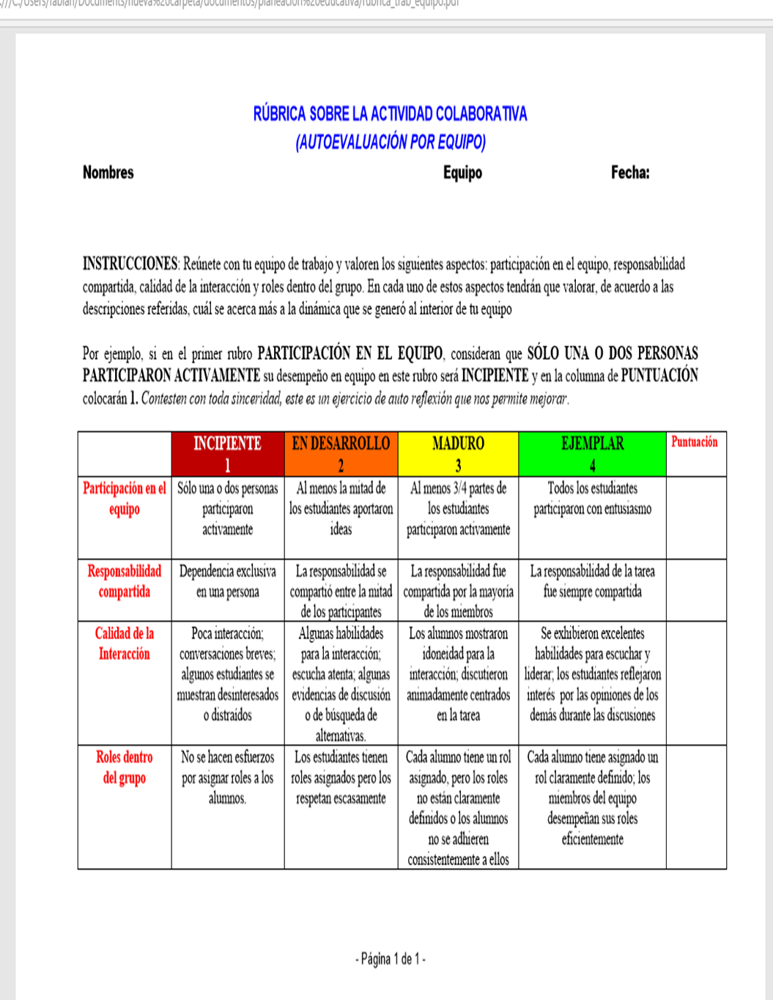 :///C:/Users/fabian/Documents/nueva%20carpeta/documentos/planeacion%20educativa/rubrica_trab_equipo.pdf
RÚBRICA SOBRE LA ACTIVIDAD COLABORATIVA
(AUTOEVALUACIÓN POR EQUIPO)
Nombres Equipo Fecha:
INSTRUCCIONES: Reúnete con tu equipo de trabajo y valoren los siguientes aspectos: participación en el equipo, responsabilidad
compartida, calidad de la interacción y roles dentro del grupo. En cada uno de estos aspectos tendrán que valorar, de acuerdo a las
descripciones referidas, cuál se acerca más a la dinámica que se generó al interior de tu equipo
Por ejemplo, si en el primer rubro PARTICIPACIÓN EN EL EQUIPO, consideran que SÓLO UNA O DOS PERSONAS
PARTICIPARON ACTIVAMENTE su desempeño en equipo en este rubro será INCIPIENTE y en la columna de PUNTUACIÓN
colocarán 1. Contesten con toda sinceridad, este es un ejercicio de auto reflexión que nos permite mejorar.
INCIPIENTE
1
EN DESARROLLO
2
MADURO
3
EJEMPLAR
4
Puntuación
Participación en el
equipo
Sólo una o dos personas
participaron
activamente
Al menos la mitad de
los estudiantes aportaron
ideas
Al menos 3/4 partes de
los estudiantes
participaron activamente
Todos los estudiantes
participaron con entusiasmo
Responsabilidad
compartida
Dependencia exclusiva
en una persona
La responsabilidad se
compartió entre la mitad
de los participantes
La responsabilidad fue
compartida por la mayoría
de los miembros
La responsabilidad de la tarea
fue siempre compartida
Calidad de la
Interacción
Poca interacción;
conversaciones breves;
algunos estudiantes se
muestran desinteresados
o distraídos
Algunas habilidades
para la interacción;
escucha atenta; algunas
evidencias de discusión
o de búsqueda de
alternativas.
Los alumnos mostraron
idoneidad para la
interacción; discutieron
animadamente centrados
en la tarea
Se exhibieron excelentes
habilidades para escuchar y
liderar; los estudiantes reflejaron
interés por las opiniones de los
demás durante las discusiones
Roles dentro
del grupo
No se hacen esfuerzos
por asignar roles a los
alumnos.
Los estudiantes tienen
roles asignados pero los
respetan escasamente
Cada alumno tiene un rol
asignado, pero los roles
no están claramente
definidos o los alumnos
no se adhieren
consistentemente a ellos
Cada alumno tiene asignado un
rol claramente definido; los
miembros del equipo
desempeñan sus roles
eficientemente
- Página 1 de 1 -